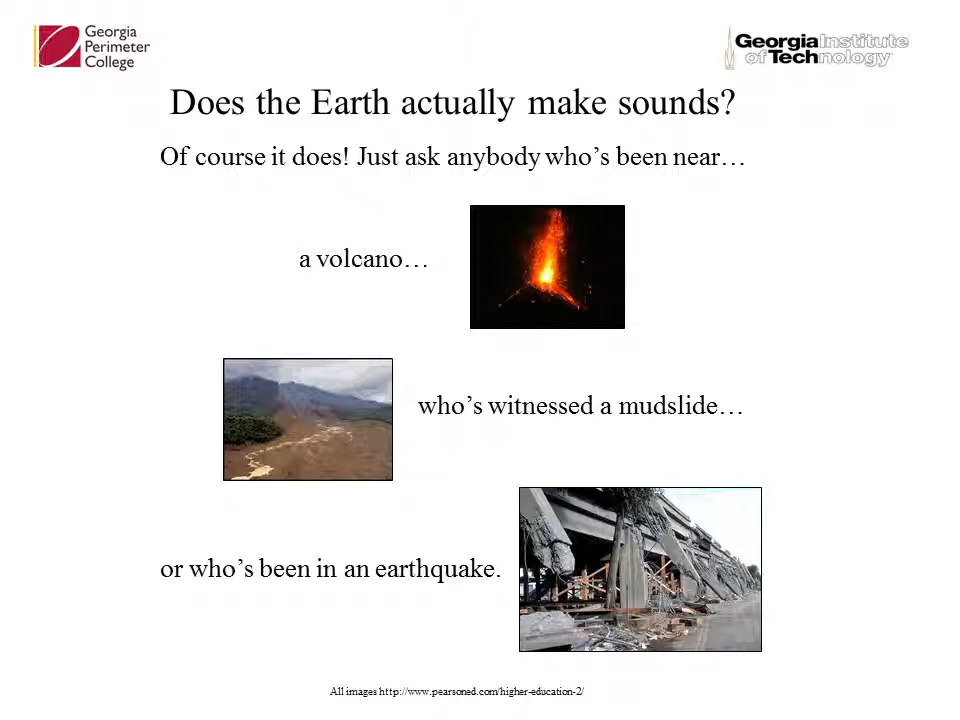 Georgia
Perimeter
College
Georgia Institute
of Technology
Does the Earth actually make sounds?
Of course it does! Just ask anybody who’s been near…
a volcano…
who’s witnessed a mudslide…
or who’s been in an earthquake.
All images http://www.pearsoned.com/higher-education-2/